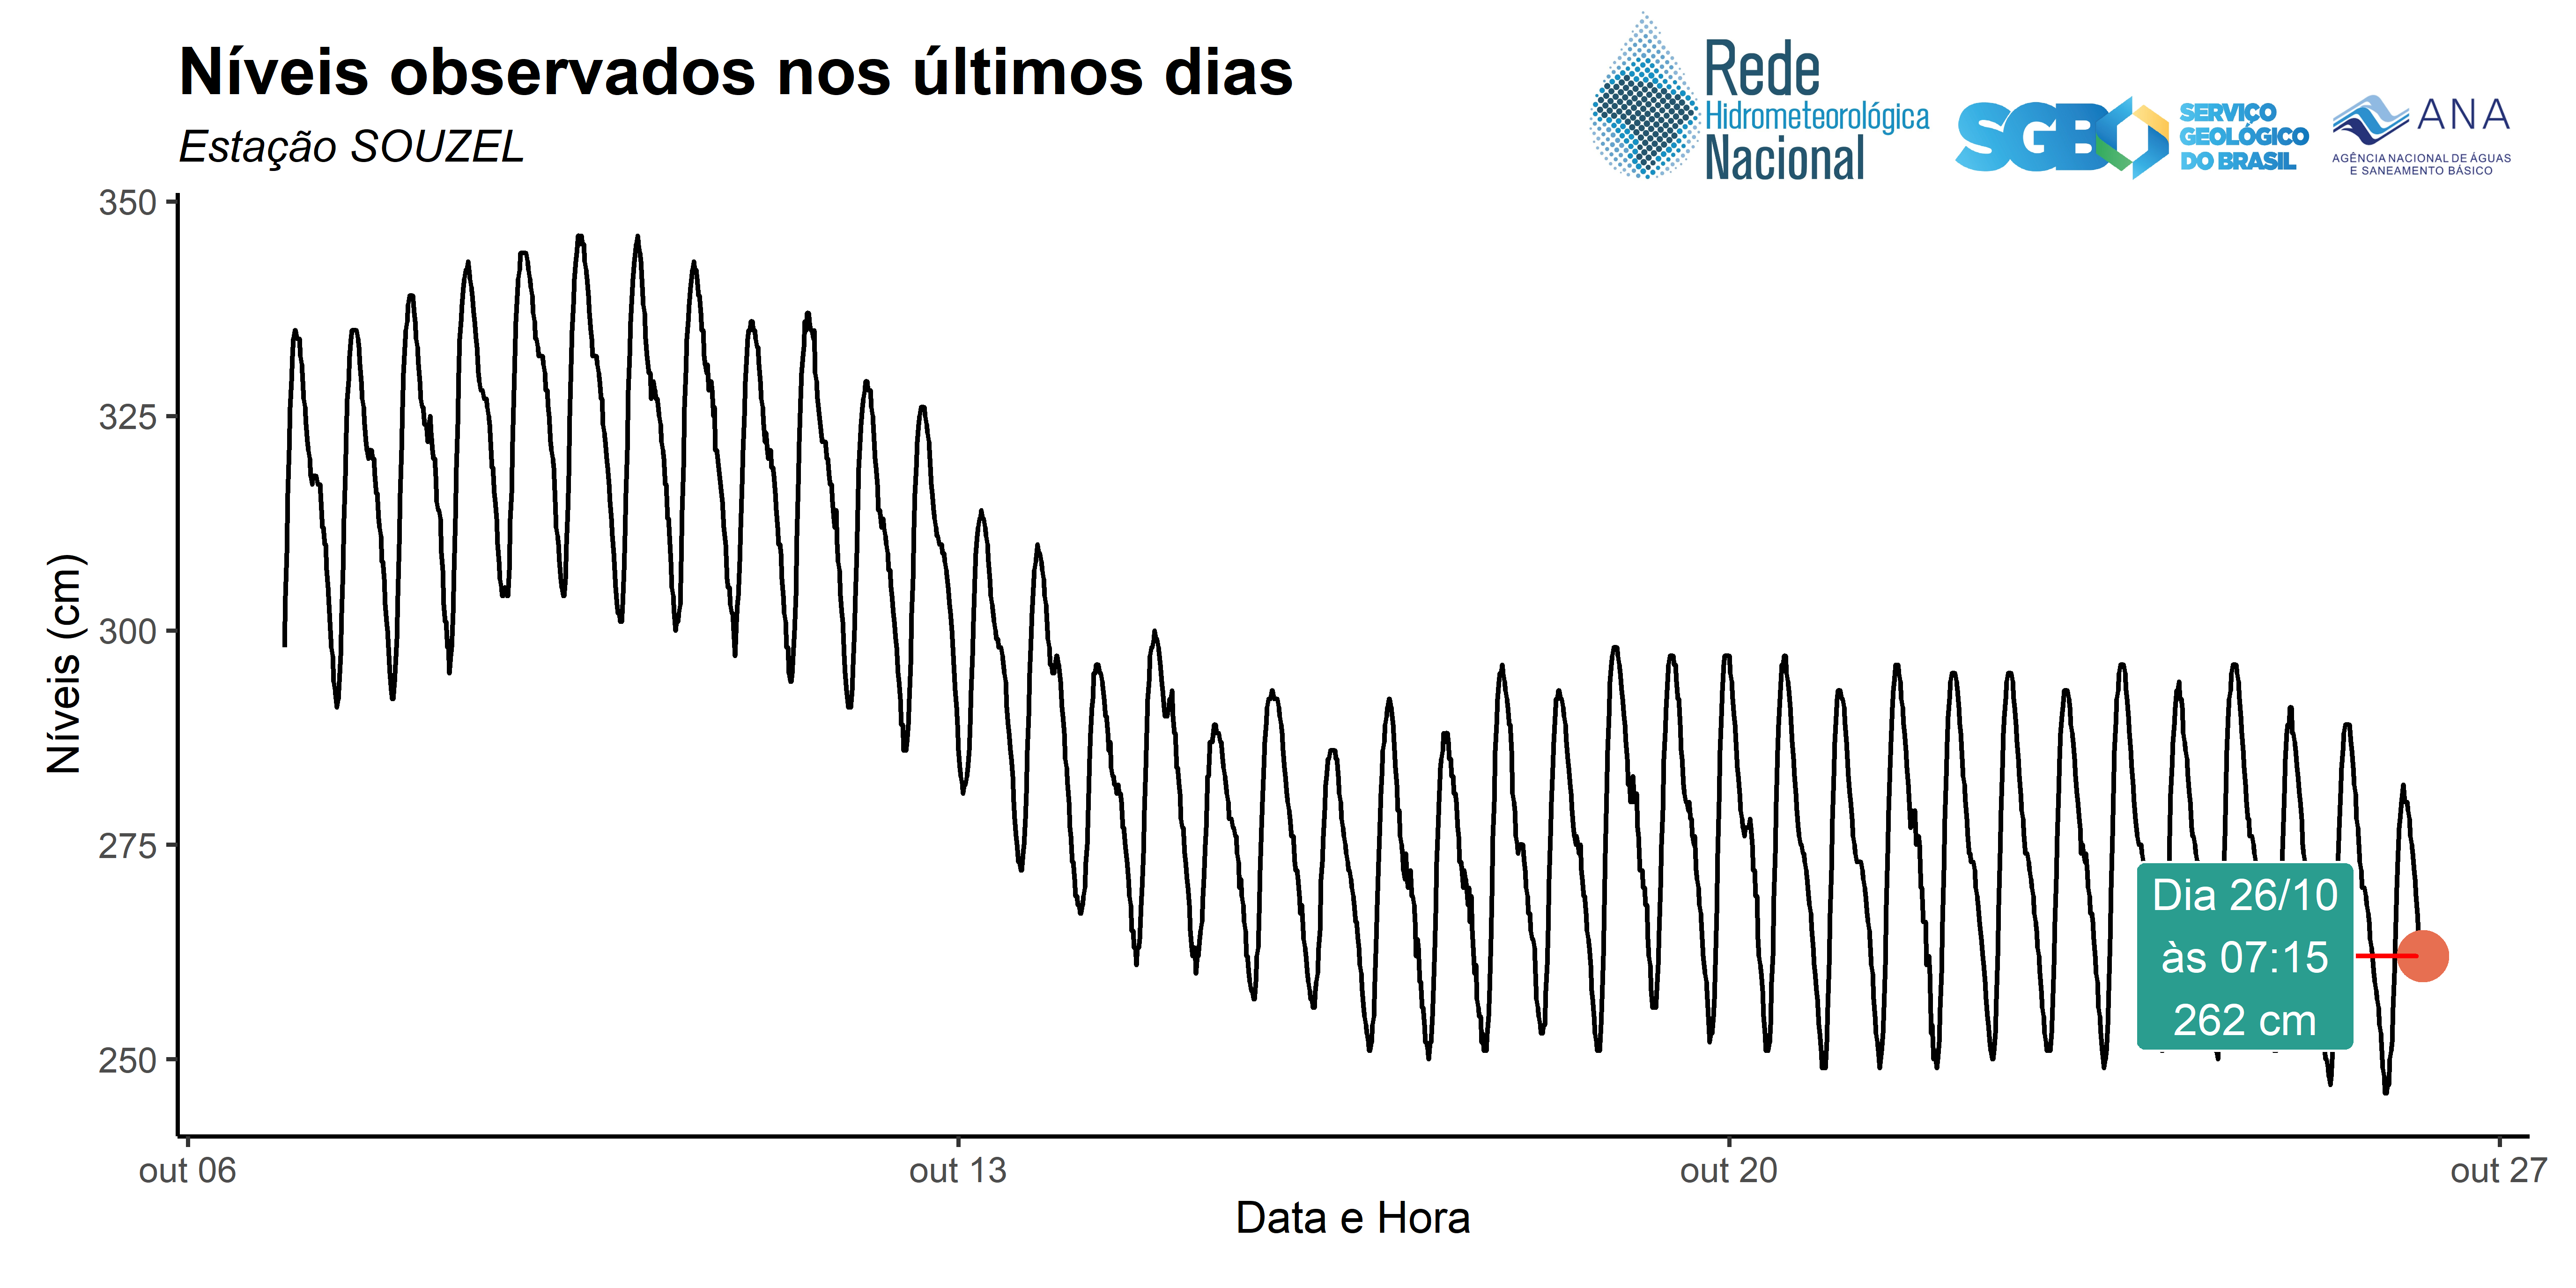 Níveis observados nos últimos dias
Estação SOUZEL
Rede
Hidrometeorológica
Nacional
SGB
SERVIÇO
GEOLÓGICO
DO BRASIL
ANA
AGÊNCIA NACIONAL DE ÁGUAS
E SANEAMENTO BÁSICO
350
325
300
275
250
Níveis (cm)
Dia 26/10
às 07:15
262 cm
out 06
out 13
out 20
out 27
Data e Hora